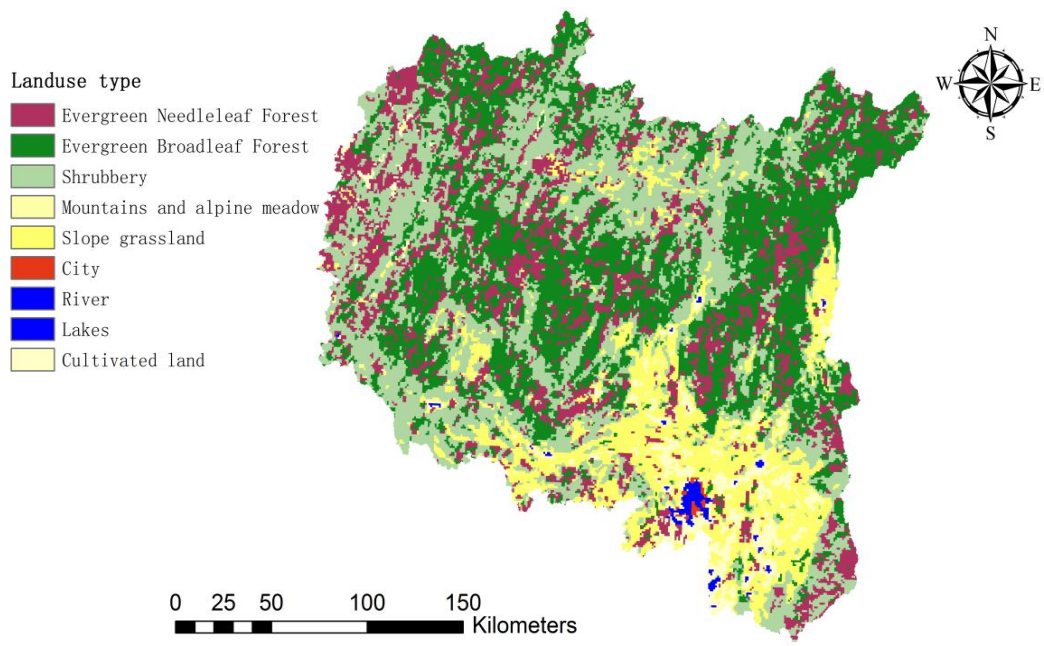 N
W E
S
Landuse type
Evergreen Needleleaf Forest
Evergreen Broadleaf Forest
Shrubbery
Mountains and alpine meadow
Slope grassland
City
River
Lakes
Cultivated land
0 25 50 100 150
Kilometers